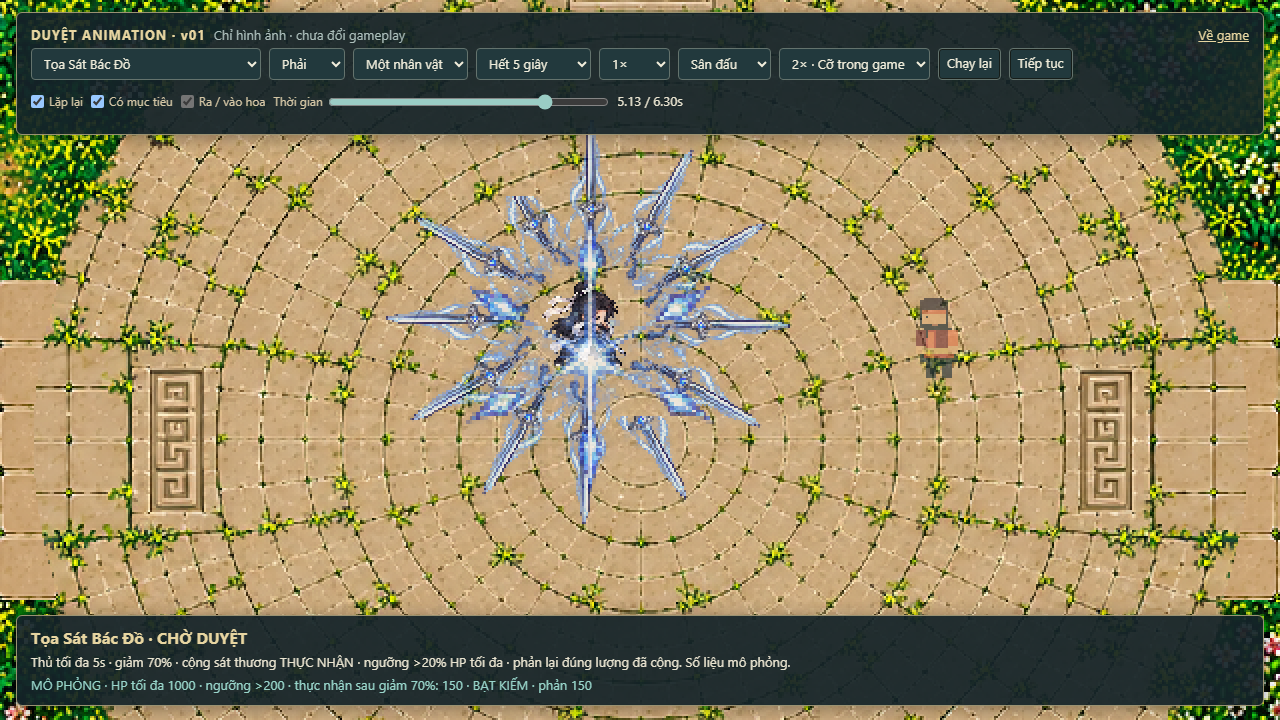 DUYỆT ANIMATION · v01 Chỉ hình ảnh · chưa đổi gameplay Về game
Tọa Sát Bác Đồ Phải Một nhân vật Hết 5 giây 1× Sân đấu 2× · Cỡ trong game Chạy lại Tiếp tục
Lặp lại Có mục tiêu Ra / vào hoa Thời gian 5.13 / 6.30s
Tọa Sát Bác Đồ · CHỜ DUYỆT
Thủ tối đa 5s · giảm 70% · cộng sát thương THỰC NHẬN · ngưỡng >20% HP tối đa · phản lại đúng lượng đã cộng. Số liệu mô phỏng.
MÔ PHỎNG · HP tối đa 1000 · ngưỡng >200 · thực nhận sau giảm 70%: 150 · BẠT KIẾM · phản 150